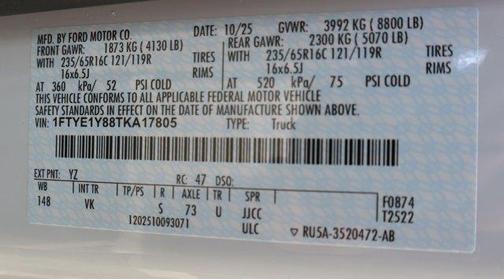 MFD. BY FORD MOTOR CO. DATE: 10/25 GVWR: 3992 KG ( 8800 LB)
FRONT GAWR: 1873 KG ( 4130 LB) REAR GAWR: 2300 KG ( 5070 LB)
WITH 235/65R16C 121/119R TIRES WITH 235/65R16C 121/119R TIRES
16x6.5J RIMS 16x6.5J RIMS
AT 360 kPa/ 52 PSI COLD AT 520 kPa/ 75 PSI COLD
THIS VEHICLE CONFORMS TO ALL APPLICABLE FEDERAL MOTOR VEHICLE
SAFETY STANDARDS IN EFFECT ON THE DATE OF MANUFACTURE SHOWN ABOVE.
VIN: 1FTYE1Y88TKA17805 TYPE: Truck
EXT PNT: YZ RC: 47 DSO:
WB INT TR TP/PS R AXLE TR SPR F0874
148 VK S 73 U JJCC T2522
1202510093071 ULC ▽ RU5A-3520472-AB